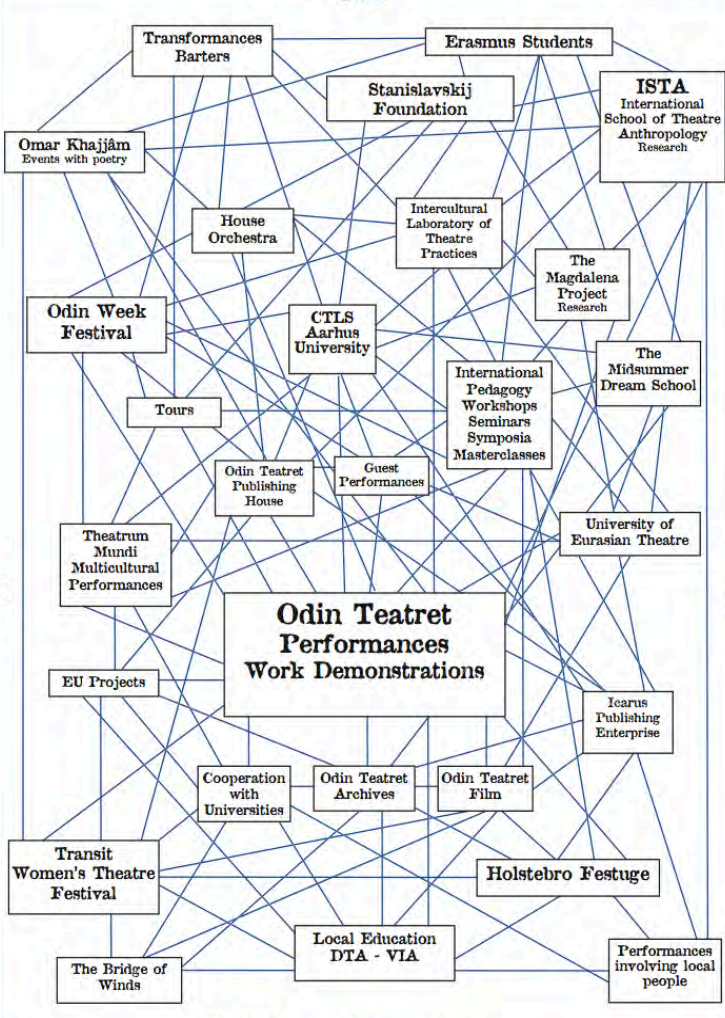 Transformances
Barters
Erasmus Students
Stanislavskij
Foundation
ISTA
International
School of Theatre
Anthropology
Research
Omar Khajjâm
Events with poetry
House
Orchestra
Intercultural
Laboratory of
Theatre
Practices
The
Magdalena
Project
Research
Odin Week
Festival
CTLS
Aarhus
University
The
Midsummer
Dream School
International
Pedagogy
Workshops
Seminars
Symposia
Masterclasses
Tours
Odin Teatret
Publishing
House
Guest
Performances
University of
Eurasian Theatre
Theatrum
Mundi
Multicultural
Performances
Odin Teatret
Performances
Work Demonstrations
EU Projects
Icarus
Publishing
Enterprise
Cooperation
with
Universities
Odin Teatret
Archives
Odin Teatret
Film
Transit
Women's Theatre
Festival
Holstebro Festuge
Local Education
DTA - VIA
Performances
involving local
people
The Bridge of
Winds